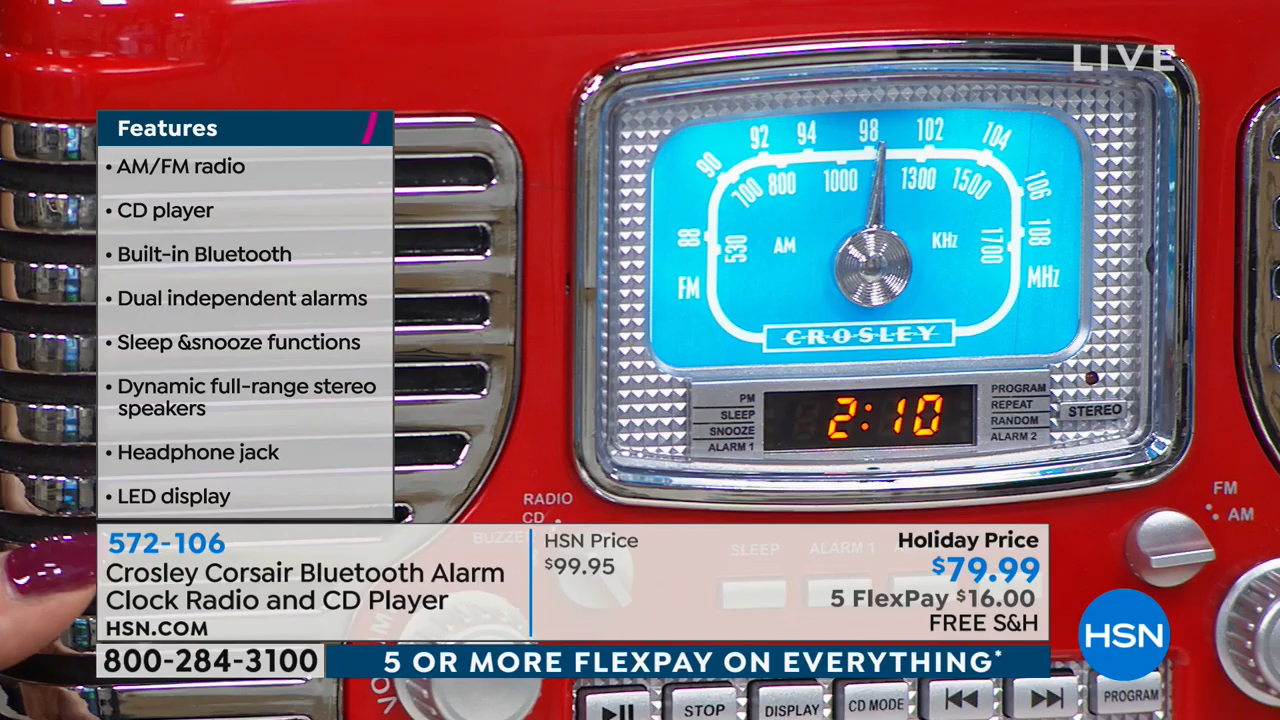 LIVE
Features
• AM/FM radio
• CD player
• Built-in Bluetooth
• Dual independent alarms
• Sleep &snooze functions
• Dynamic full-range stereo
speakers
• Headphone jack
• LED display
90 92 94 98 102 104 106
700 800 1000 1300 1500
88 530 AM KHz 1700 108
FM MHz
CROSLEY
PM
SLEEP
SNOOZE
ALARM 1
2:10
PROGRAM
REPEAT
RANDOM
ALARM 2
STEREO
RADIO
CD
BUZZE
SLEEP
ALARM 1
FM
AM
572-106
Crosley Corsair Bluetooth Alarm
Clock Radio and CD Player
HSN.COM
HSN Price
$99.95
Holiday Price
$79.99
5 FlexPay $16.00
FREE S&H
HSN
800-284-3100
5 OR MORE FLEXPAY ON EVERYTHING*
STOP
DISPLAY
CD MODE
PROGRAM